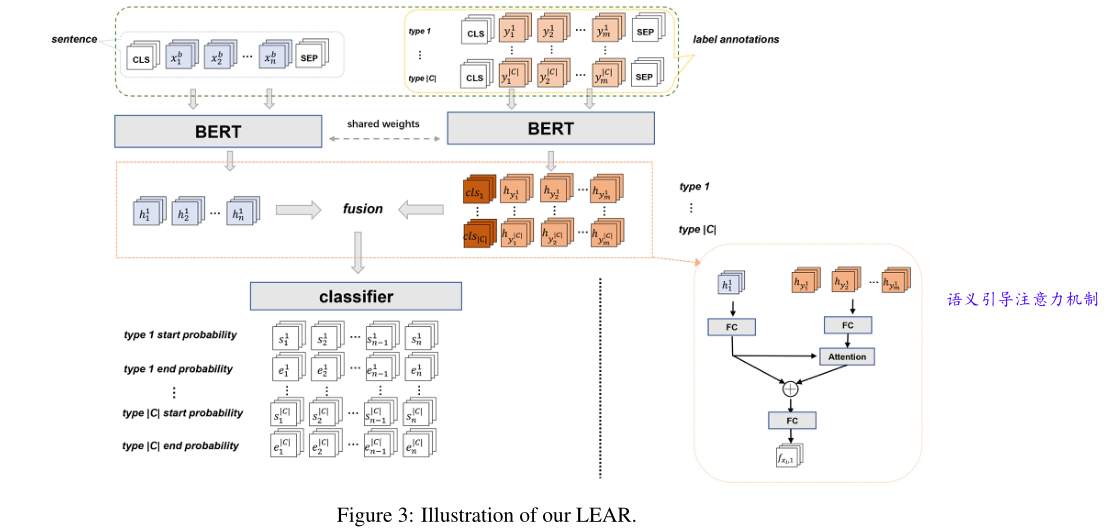 sentence
CLS x_1^b x_2^b ... x_n^b SEP
type 1 CLS y_1^1 y_2^1 ... y_m^1 SEP
⋮ ⋮ ⋮ ⋮
type |C| CLS y_1^{|C|} y_2^{|C|} ... y_m^{|C|} SEP
label annotations
BERT
shared weights
BERT
h_1^1 h_2^1 ... h_n^1
fusion
cls_1 h_{y_1^1} h_{y_2^1} ... h_{y_m^1}
⋮ ⋮ ⋮ ⋮
cls_{|C|} h_{y_1^{|C|}} h_{y_2^{|C|}} ... h_{y_m^{|C|}}
type 1
⋮
type |C|
classifier
type 1 start probability s_1^1 s_2^1 ... s_{n-1}^1 s_n^1
type 1 end probability e_1^1 e_2^1 ... e_{n-1}^1 e_n^1
⋮ ⋮ ⋮ ⋮ ⋮
type |C| start probability s_1^{|C|} s_2^{|C|} ... s_{n-1}^{|C|} s_n^{|C|}
type |C| end probability e_1^{|C|} e_2^{|C|} ... e_{n-1}^{|C|} e_n^{|C|}
h_1^1 h_{y_1^1} h_{y_2^1} ... h_{y_m^1}
FC FC
Attention
FC
f_{x_1,1}
语义引导注意力机制
Figure 3: Illustration of our LEAR.